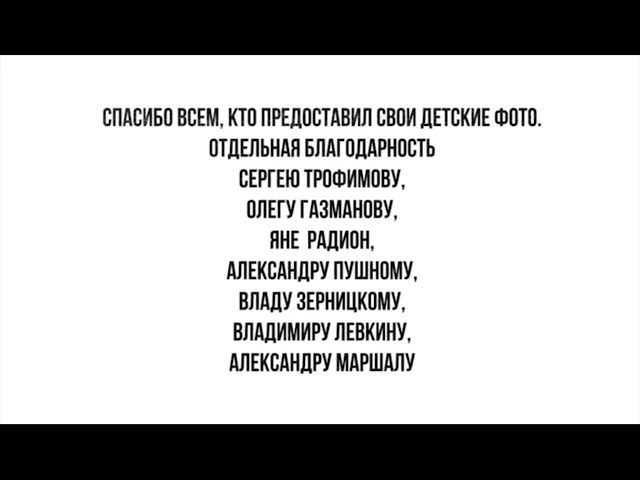 СПАСИБО ВСЕМ, КТО ПРЕДОСТАВИЛ СВОИ ДЕТСКИЕ ФОТО.
ОТДЕЛЬНАЯ БЛАГОДАРНОСТЬ
СЕРГЕЮ ТРОФИМОВУ,
ОЛЕГУ ГАЗМАНОВУ,
ЯНЕ РАДИОН,
АЛЕКСАНДРУ ПУШНОМУ,
ВЛАДУ ЗЕРНИЦКОМУ,
ВЛАДИМИРУ ЛЕВКИНУ,
АЛЕКСАНДРУ МАРШАЛУ